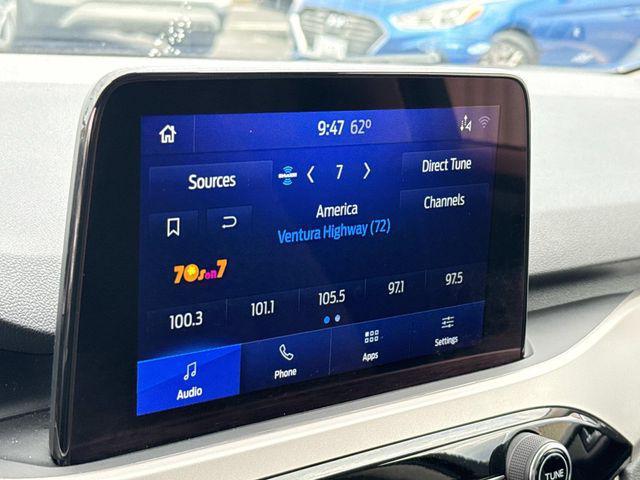 9:47 62°
Sources
7
Direct Tune
America
Ventura Highway (72)
Channels
70s on 7
100.3
101.1
105.5
97.1
97.5
Audio
Phone
Apps
Settings
TUNE